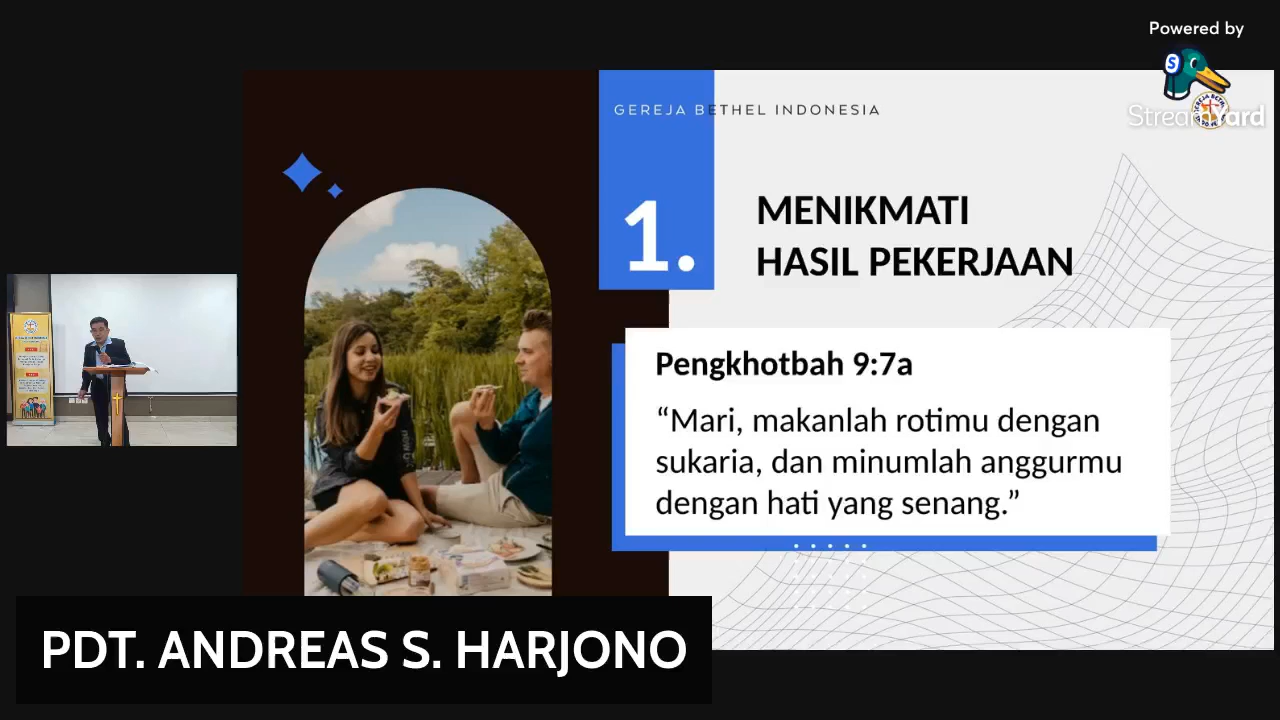 Powered by
StreamYard
GEREJA BETHEL INDONESIA
1.
MENIKMATI
HASIL PEKERJAAN
Pengkhotbah 9:7a
“Mari, makanlah rotimu dengan
sukaria, dan minumlah anggurmu
dengan hati yang senang.”
PDT. ANDREAS S. HARJONO